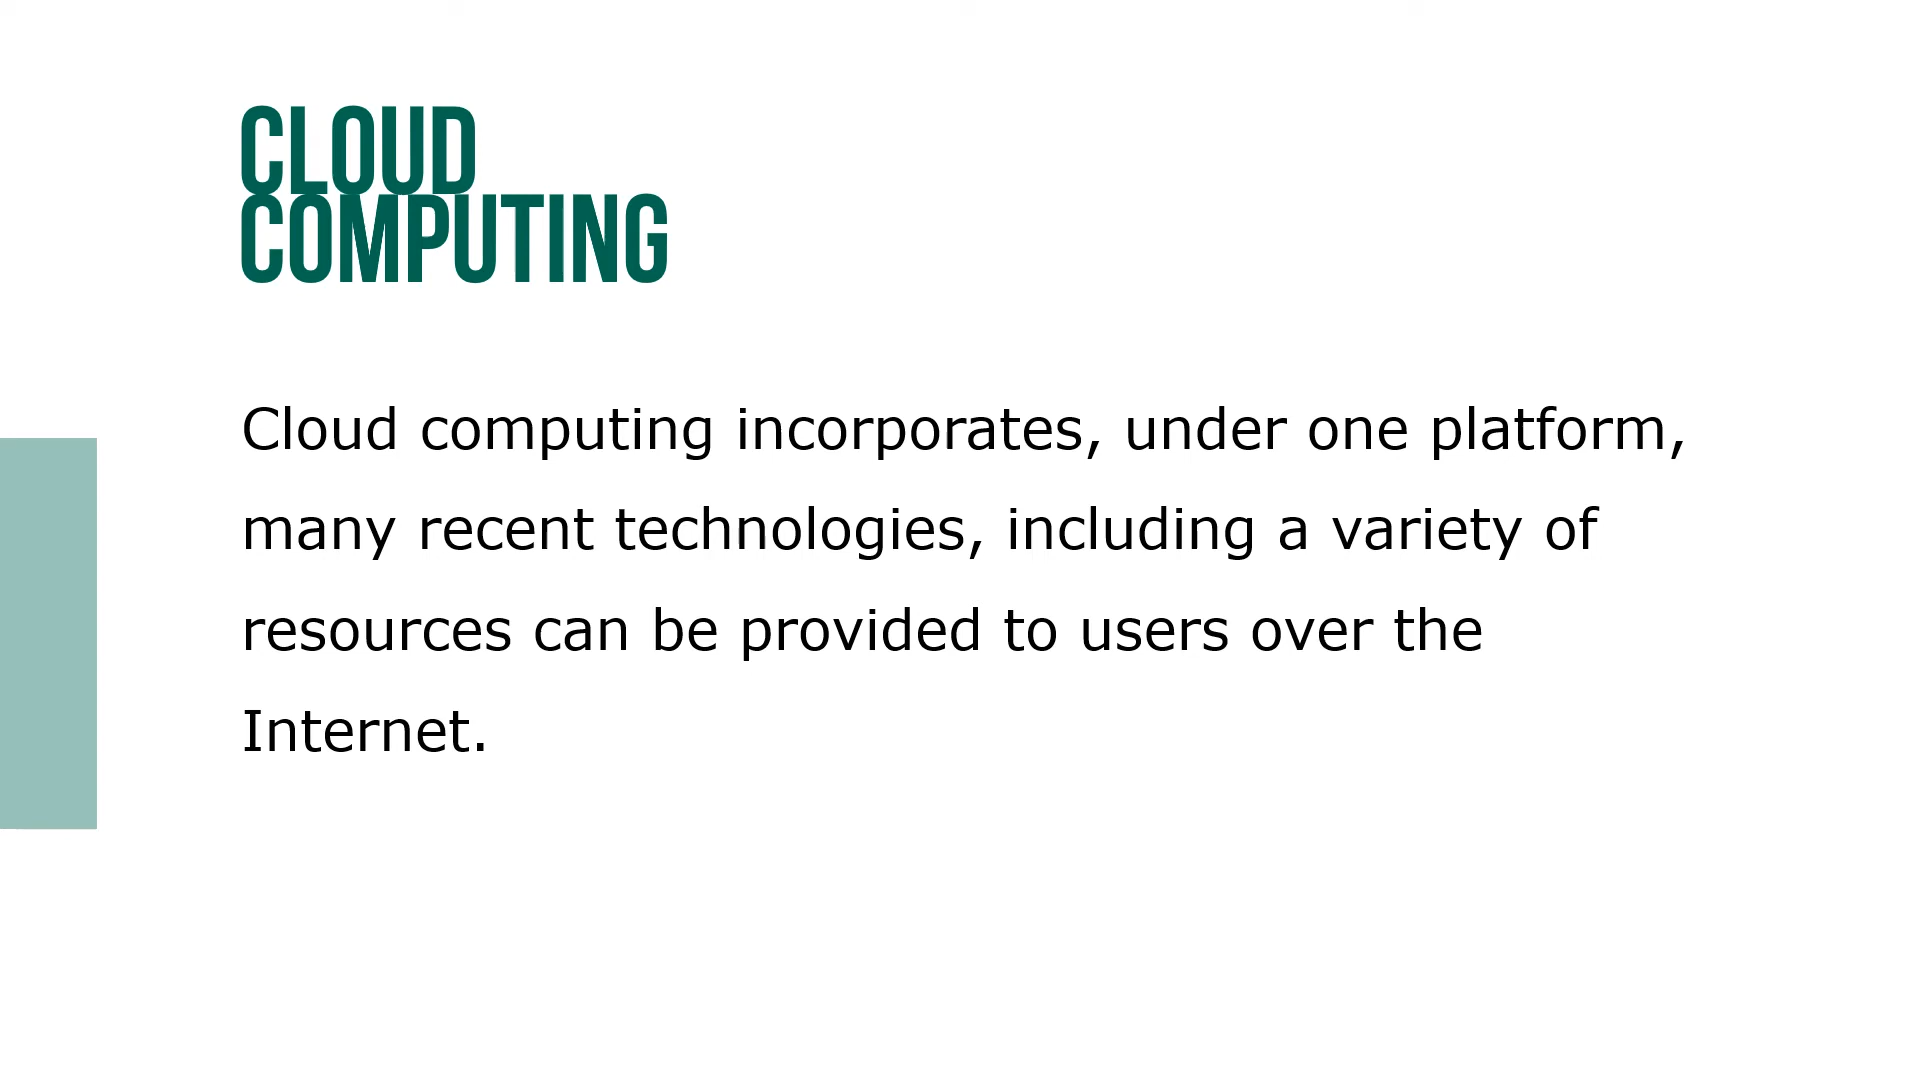 CLOUD
COMPUTING
Cloud computing incorporates, under one platform,
many recent technologies, including a variety of
resources can be provided to users over the
Internet.